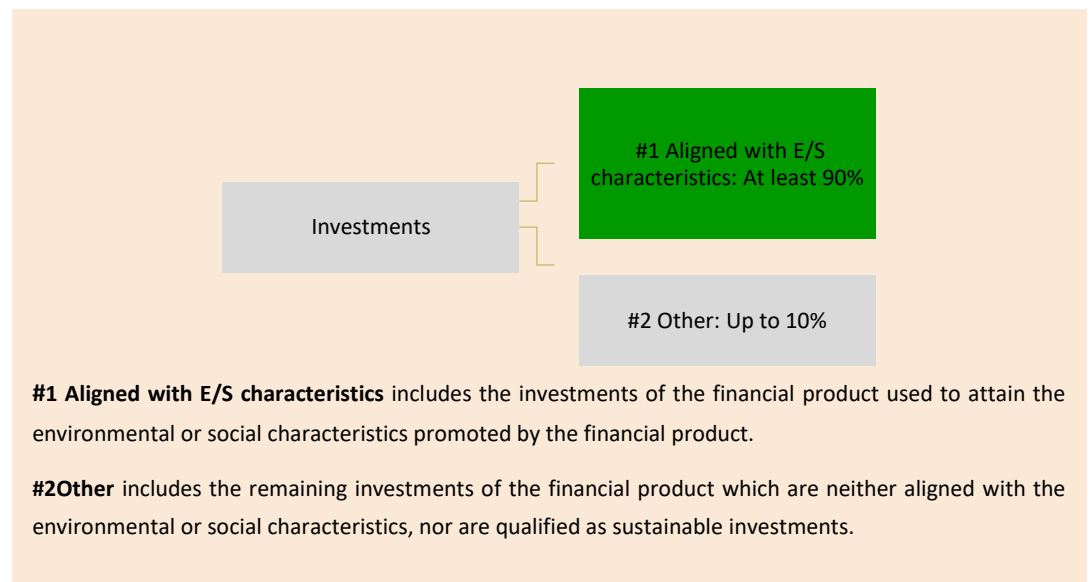 #1 Aligned with E/S
characteristics: At least 90%
Investments
#2 Other: Up to 10%
#1 Aligned with E/S characteristics includes the investments of the financial product used to attain the
environmental or social characteristics promoted by the financial product.
#2Other includes the remaining investments of the financial product which are neither aligned with the
environmental or social characteristics, nor are qualified as sustainable investments.